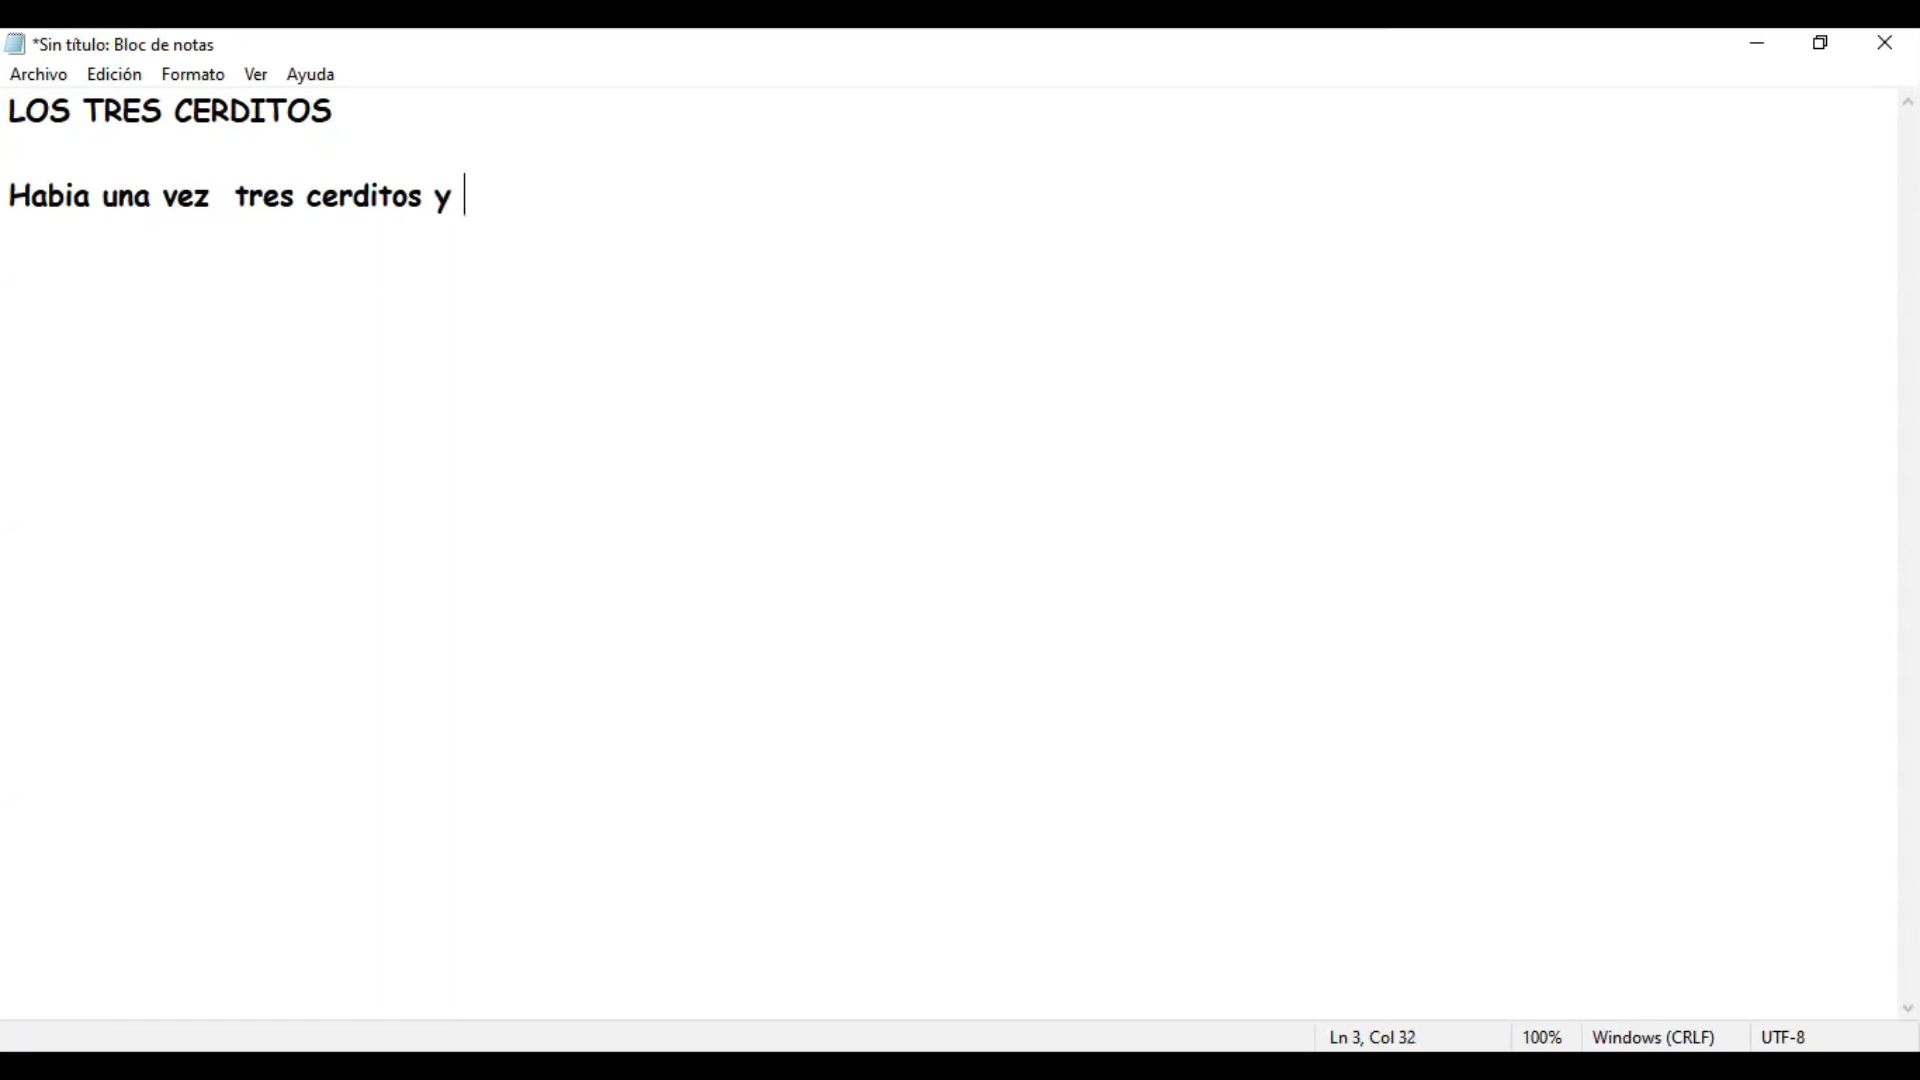 *Sin título: Bloc de notas
Archivo Edición Formato Ver Ayuda
LOS TRES CERDITOS
Habia una vez  tres cerditos y
Ln 3, Col 32 100% Windows (CRLF) UTF-8